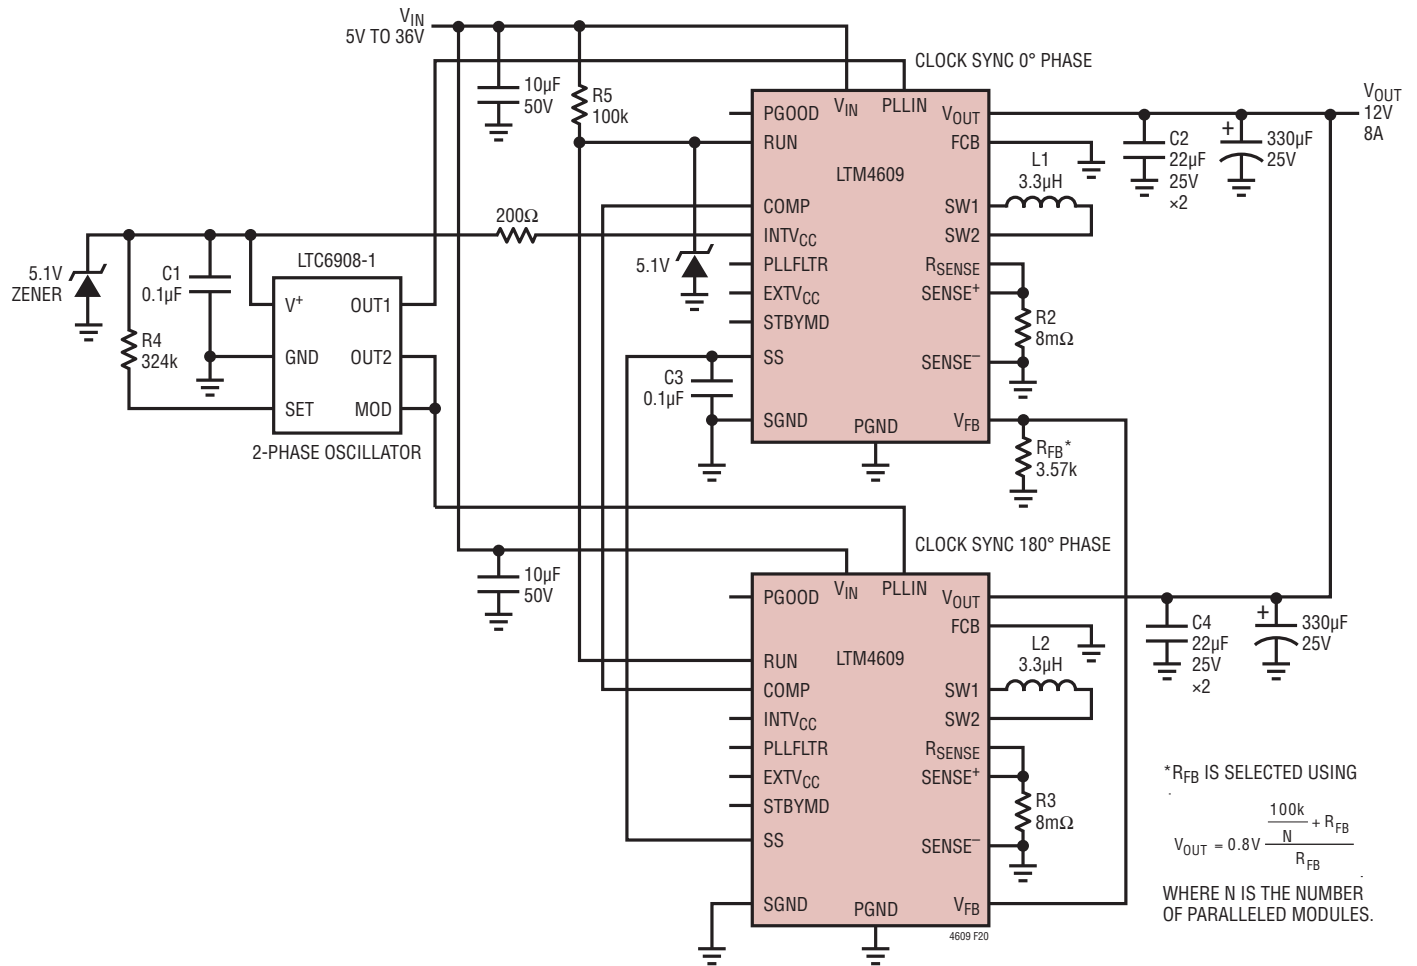 VIN
5V TO 36V
10µF
50V
R5
100k
CLOCK SYNC 0° PHASE
VOUT
12V
8A
PGOOD
VIN
PLLIN
VOUT
RUN
FCB
LTM4609
COMP
SW1
INTVCC
SW2
PLLFLTR
RSENSE
EXTVCC
SENSE+
STBYMD
SS
SENSE–
SGND
PGND
VFB
L1
3.3µH
C2
22µF
25V
×2
+
330µF
25V
200Ω
5.1V
5.1V
ZENER
C1
0.1µF
LTC6908-1
V+
OUT1
GND
OUT2
SET
MOD
2-PHASE OSCILLATOR
R4
324k
R2
8mΩ
C3
0.1µF
RFB*
3.57k
CLOCK SYNC 180° PHASE
10µF
50V
PGOOD
VIN
PLLIN
VOUT
FCB
RUN
LTM4609
COMP
SW1
INTVCC
SW2
PLLFLTR
RSENSE
EXTVCC
SENSE+
STBYMD
SS
SENSE–
SGND
PGND
VFB
4609 F20
L2
3.3µH
C4
22µF
25V
×2
+
330µF
25V
R3
8mΩ
*RFB IS SELECTED USING
100k
N
+ RFB
VOUT = 0.8V
RFB
WHERE N IS THE NUMBER
OF PARALLELED MODULES.